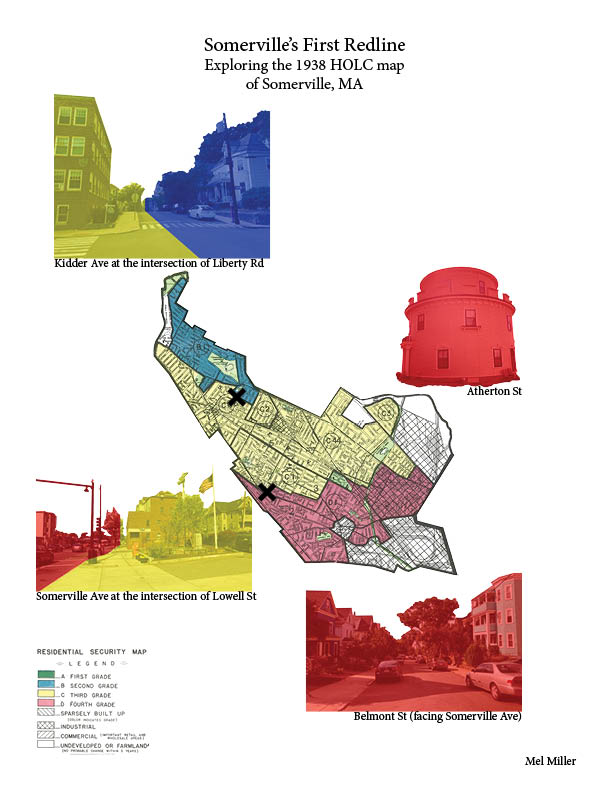 Somerville's First Redline
Exploring the 1938 HOLC map
of Somerville, MA
Kidder Ave at the intersection of Liberty Rd
Atherton St
Somerville Ave at the intersection of Lowell St
Belmont St (facing Somerville Ave)
RESIDENTIAL SECURITY MAP
LEGEND
A FIRST GRADE
B SECOND GRADE
C THIRD GRADE
D FOURTH GRADE
SPARSELY BUILT UP
(COLOR INDICATES GRADE)
INDUSTRIAL
COMMERCIAL (IMPORTANT RETAIL AND
WHOLESALE AREAS)
UNDEVELOPED OR FARMLAND
(NO PROBABLE CHANGE WITHIN 5 YEARS)
Mel Miller